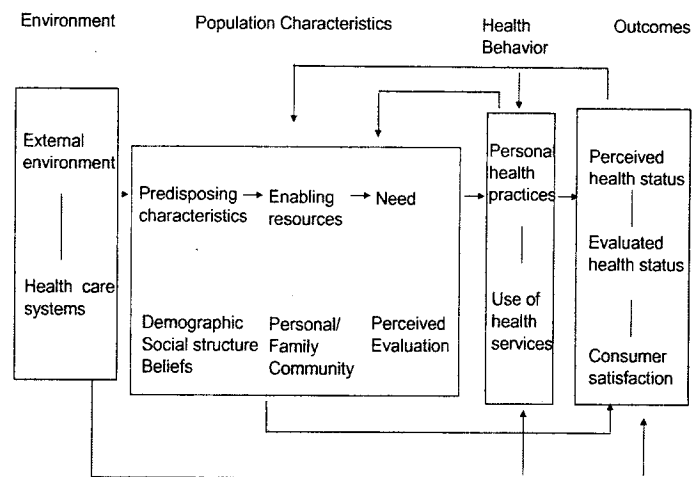 Environment
Population Characteristics
Health
Behavior
Outcomes
External
environment
Health care
systems
Predisposing
characteristics
Enabling
resources
Need
Demographic
Social structure
Beliefs
Personal/
Family
Community
Perceived
Evaluation
Personal
health
practices
Use of
health
services
Perceived
health status
Evaluated
health status
Consumer
satisfaction